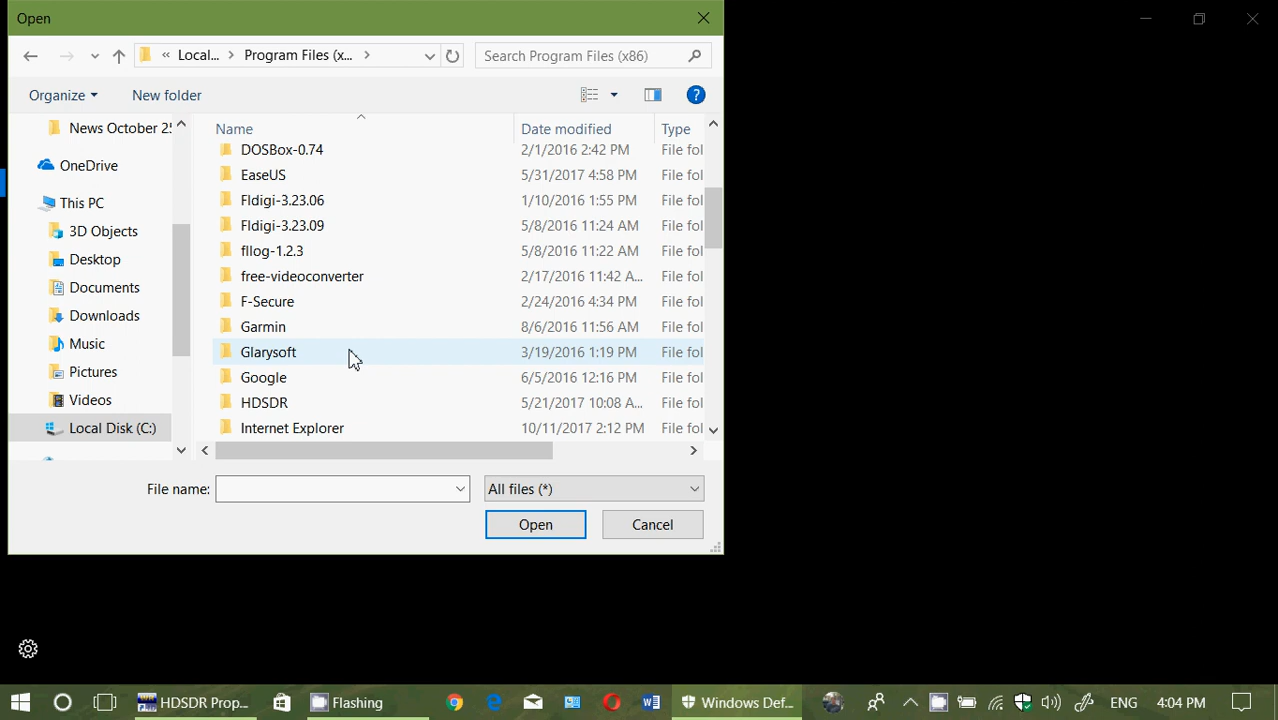 Open
« Local... > Program Files (x... >
Search Program Files (x86)
Organize
New folder
?
News October 25
OneDrive
This PC
3D Objects
Desktop
Documents
Downloads
Music
Pictures
Videos
Local Disk (C:)
Name Date modified Type
DOSBox-0.74 2/1/2016 2:42 PM File fol
EaseUS 5/31/2017 4:58 PM File fol
Fldigi-3.23.06 1/10/2016 1:55 PM File fol
Fldigi-3.23.09 5/8/2016 11:24 AM File fol
fllog-1.2.3 5/8/2016 11:22 AM File fol
free-videoconverter 2/17/2016 11:42 A... File fol
F-Secure 2/24/2016 4:34 PM File fol
Garmin 8/6/2016 11:56 AM File fol
Glarysoft 3/19/2016 1:19 PM File fol
Google 6/5/2016 12:16 PM File fol
HDSDR 5/21/2017 10:08 A... File fol
Internet Explorer 10/11/2017 2:12 PM File fol
File name:
All files (*)
Open
Cancel
HDSDR Prop...
Flashing
Windows Def...
ENG
4:04 PM